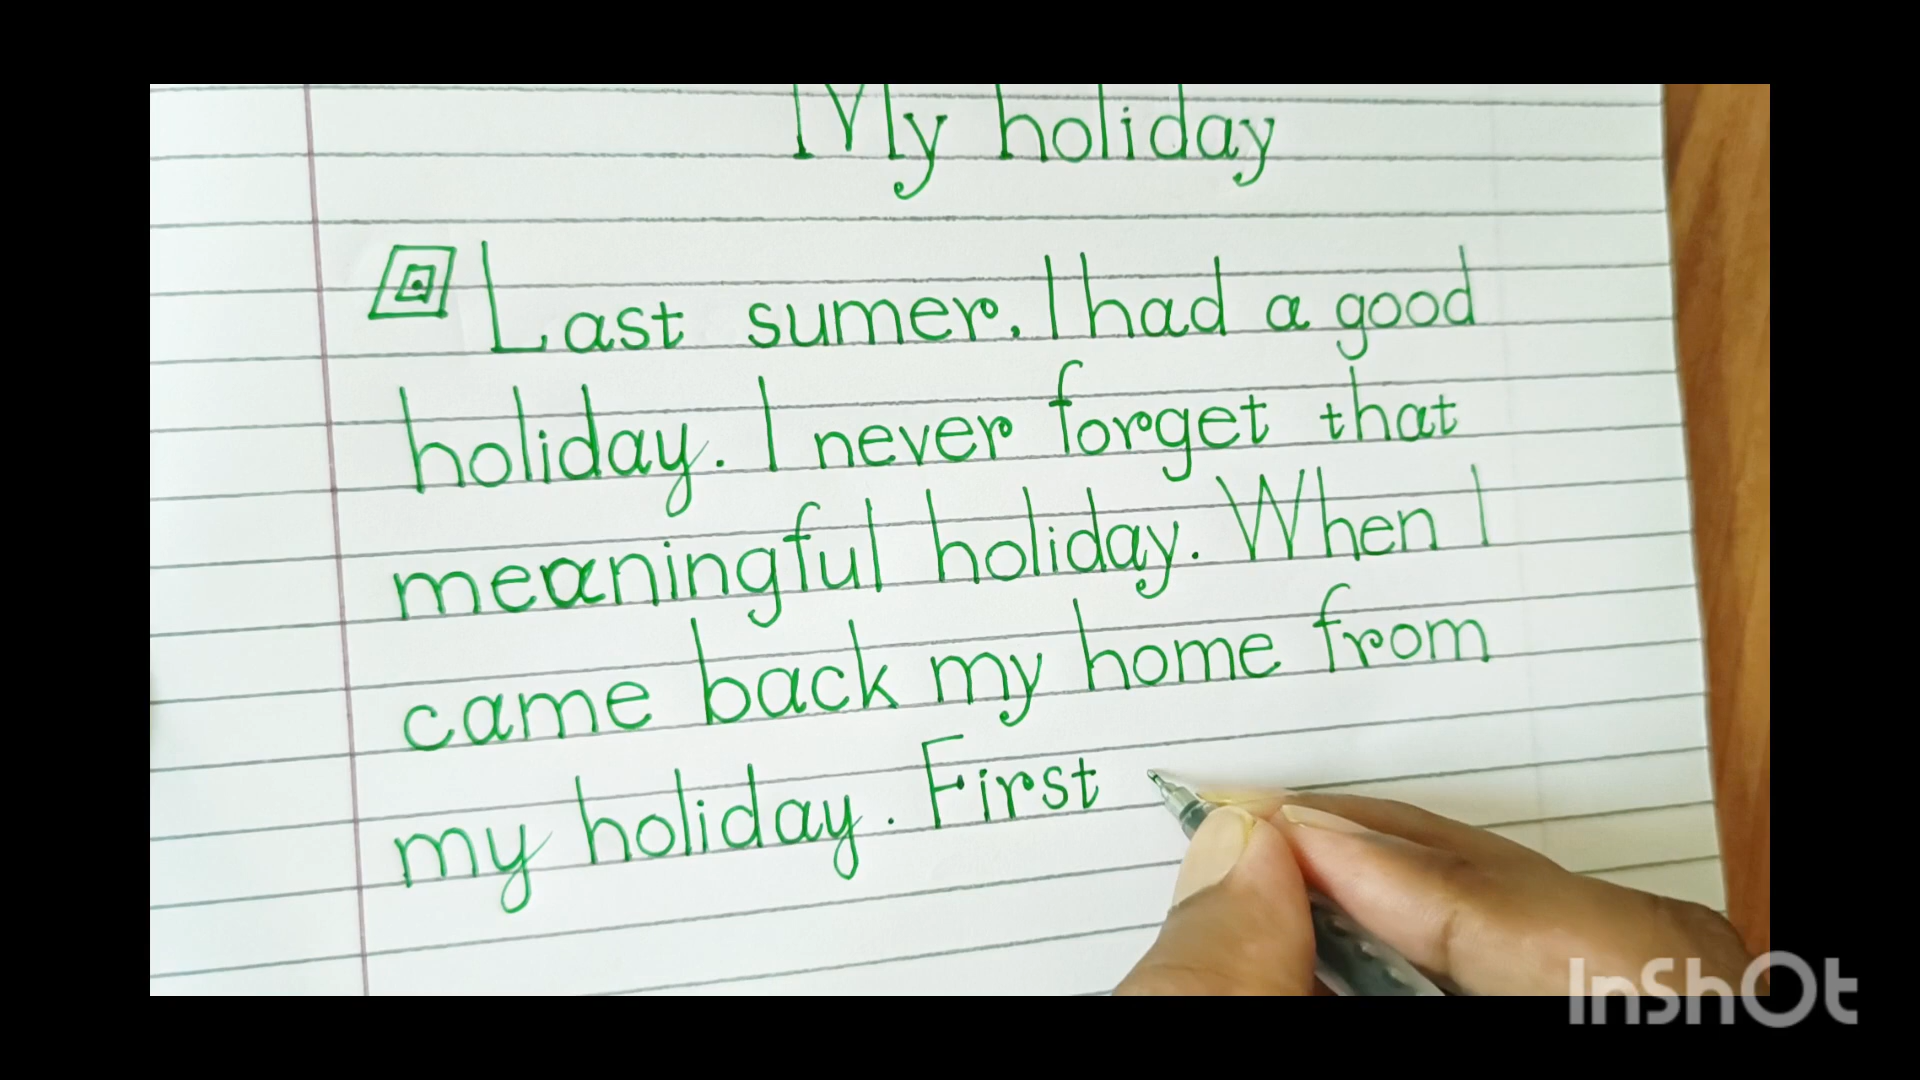 My holiday
Last sumer, I had a good
holiday. I never forget that
meaningful holiday. When I
came back my home from
my holiday. First
InShOt